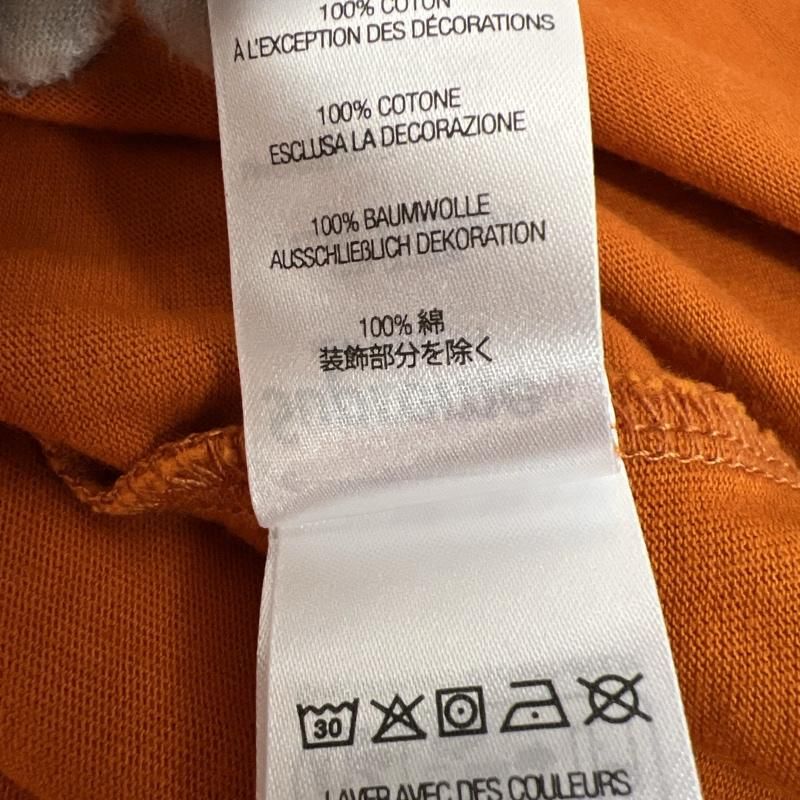 100% COTON
À L'EXCEPTION DES DÉCORATIONS
100% COTONE
ESCLUSA LA DECORAZIONE
100% BAUMWOLLE
AUSSCHLIEßLICH DEKORATION
100% 綿
装飾部分を除く
30
LAVER AVEC DES COULEURS